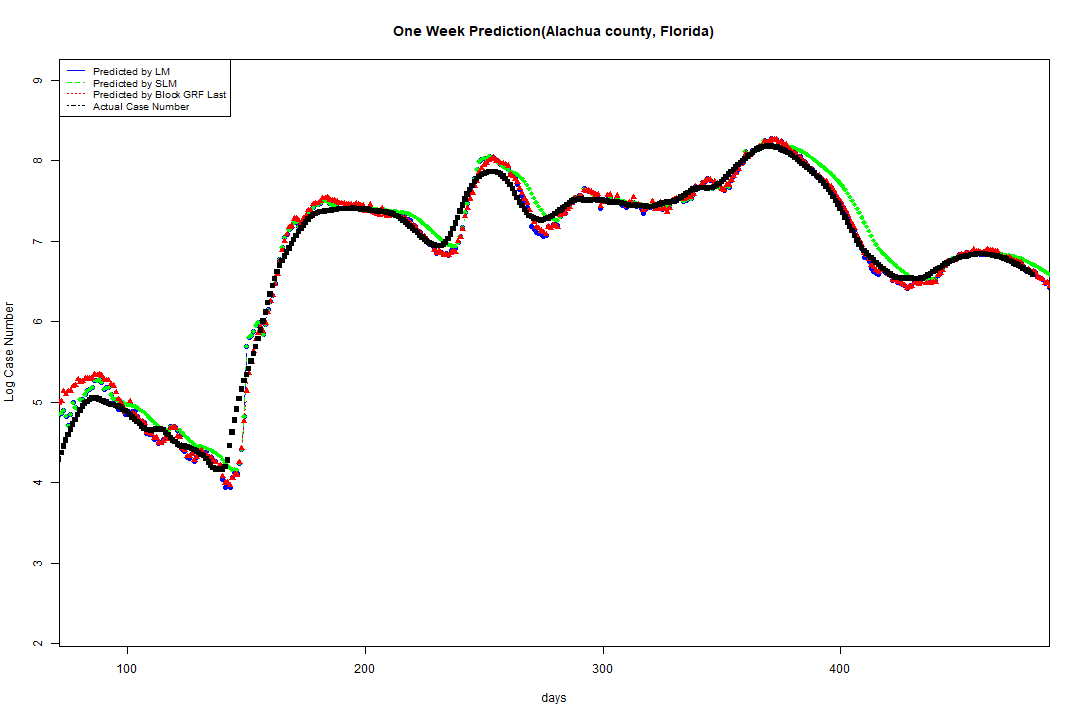 One Week Prediction(Alachua county, Florida)
Predicted by LM
Predicted by SLM
Predicted by Block GRF Last
Actual Case Number
Log Case Number
9
8
7
6
5
4
3
2
100 200 300 400
days